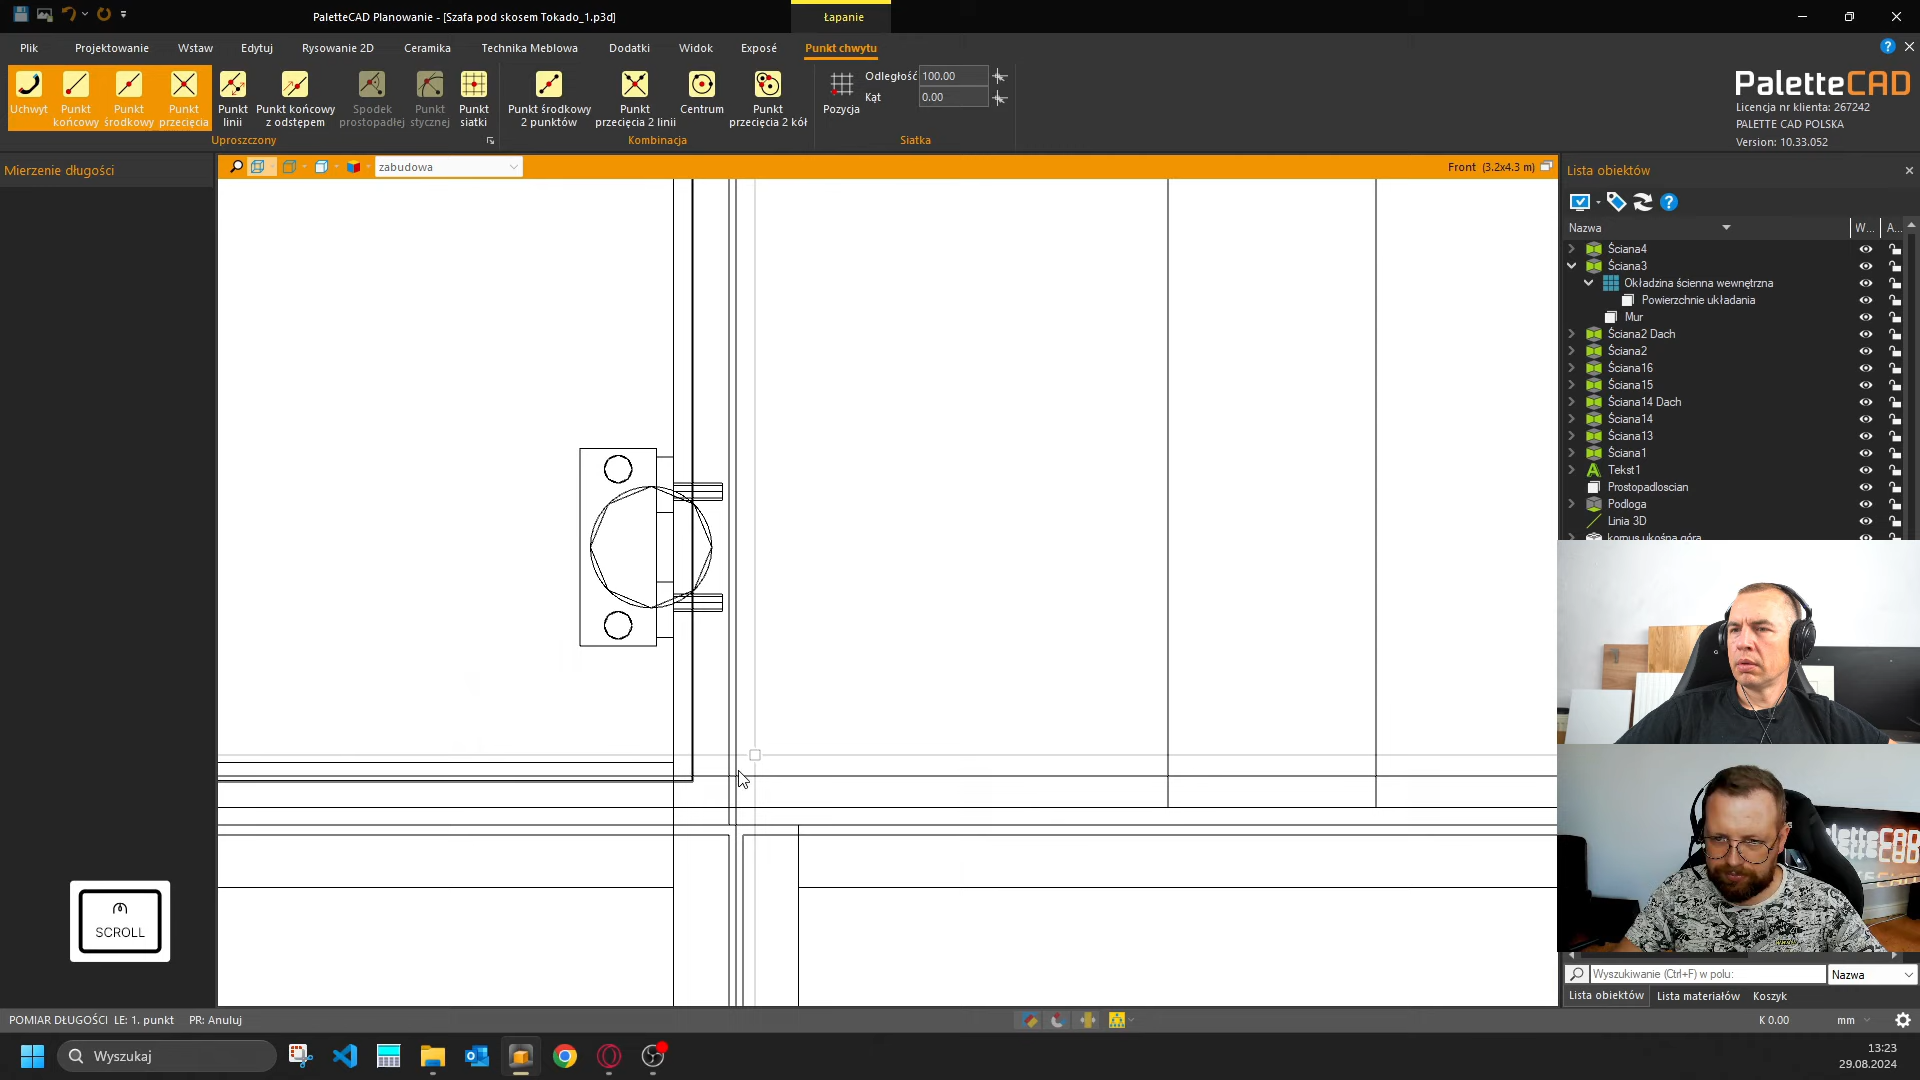 PaletteCAD Planowanie - [Szafa pod skosem Tokado_1.p3d]
Łapanie
Plik
Projektowanie
Wstaw
Edytuj
Rysowanie 2D
Ceramika
Technika Meblowa
Dodatki
Widok
Exposé
Punkt chwytu
Uchwyt
Punkt końcowy
Punkt środkowy
Punkt przecięcia
Punkt linii
Punkt końcowy z odstępem
Spodek prostopadłej
Punkt stycznej
Punkt siatki
Punkt środkowy 2 punktów
Punkt przecięcia 2 linii
Centrum
Punkt przecięcia 2 kół
Pozycja
Odległość 100.00
Kąt 0.00
Uproszczony
Kombinacja
Siatka
PaletteCAD
Licencja nr klienta: 267242
PALETTE CAD POLSKA
Version: 10.33.052
Mierzenie długości
zabudowa
Front (3.2x4.3 m)
Lista obiektów
Nazwa
W...
A...
Ściana4
Ściana3
Okładzina ścienna wewnętrzna
Powierzchnie układania
Mur
Ściana2 Dach
Ściana2
Ściana16
Ściana15
Ściana14 Dach
Ściana14
Ściana13
Ściana1
Tekst1
Prostopadloscian
Podloga
Linia 3D
korpus ukośna góra
SCROLL
Wyszukiwanie (Ctrl+F) w polu:
Nazwa
Lista obiektów
Lista materiałów
Koszyk
POMIAR DŁUGOŚCI LE: 1. punkt PR: Anuluj
K 0.00
mm
Wyszukaj
13:23
29.08.2024